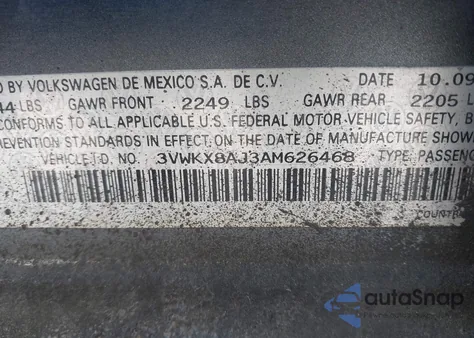 D BY VOLKSWAGEN DE MEXICO S.A. DE C.V. DATE 10.09
44 LBS GAWR FRONT 2249 LBS GAWR REAR 2205 L
CONFORMS TO ALL APPLICABLE U.S. FEDERAL MOTOR VEHICLE SAFETY, B
EVENTION STANDARDS IN EFFECT ON THE DATE OF MANUFACTURE SHOWN
VEHICLE I.D. NO. 3VWKX8AJ3AM626468 TYPE PASSENG
COUNTR
autoSnap